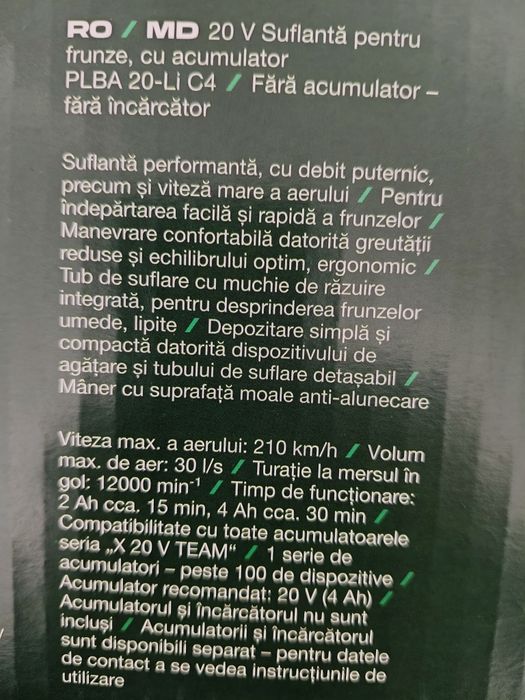 RO / MD 20 V Suflantă pentru
frunze, cu acumulator
PLBA 20-Li C4 / Fără acumulator –
fără încărcător
Suflantă performantă, cu debit puternic,
precum și viteză mare a aerului / Pentru
îndepărtarea facilă și rapidă a frunzelor /
Manevrare confortabilă datorită greutății
reduse și echilibrului optim, ergonomic /
Tub de suflare cu muchie de răzuire
integrată, pentru desprinderea frunzelor
umede, lipite / Depozitare simplă și
compactă datorită dispozitivului de
agățare și tubului de suflare detașabil /
Mâner cu suprafață moale anti-alunecare
Viteza max. a aerului: 210 km/h / Volum
max. de aer: 30 l/s / Turație la mersul în
gol: 12000 min⁻¹ / Timp de funcționare:
2 Ah cca. 15 min, 4 Ah cca. 30 min /
Compatibilitate cu toate acumulatoarele
seria „X 20 V TEAM“ / 1 serie de
acumulatori – peste 100 de dispozitive /
Acumulator recomandat: 20 V (4 Ah) /
Acumulatorul și încărcătorul nu sunt
incluși / Acumulatorii și încărcătorul
sunt disponibili separat – pentru datele
de contact a se vedea instrucțiunile de
utilizare